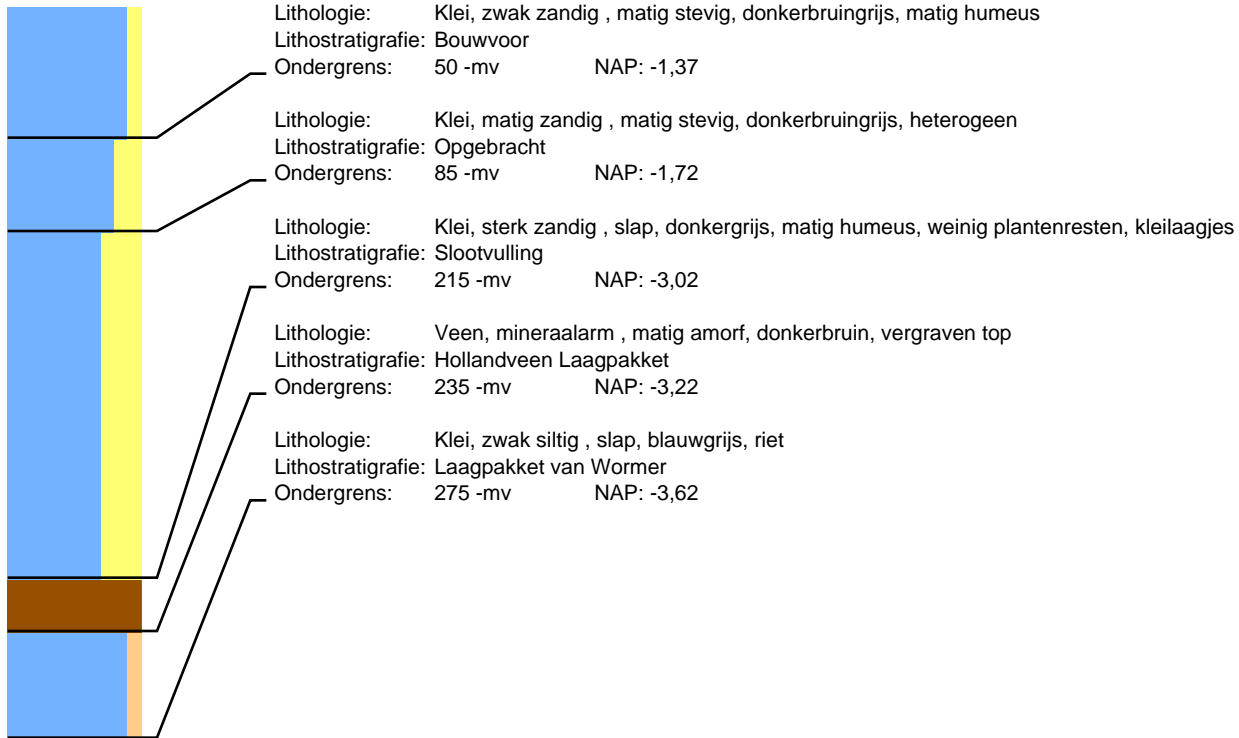 Lithologie: Klei, zwak zandig , matig stevig, donkerbruingrijs, matig humeus
Lithostratigrafie: Bouwvoor
Ondergrens: 50 -mv NAP: -1,37
Lithologie: Klei, matig zandig , matig stevig, donkerbruingrijs, heterogeen
Lithostratigrafie: Opgebracht
Ondergrens: 85 -mv NAP: -1,72
Lithologie: Klei, sterk zandig , slap, donkergrijs, matig humeus, weinig plantenresten, kleilaagjes
Lithostratigrafie: Slootvulling
Ondergrens: 215 -mv NAP: -3,02
Lithologie: Veen, mineraalarm , matig amorf, donkerbruin, vergraven top
Lithostratigrafie: Hollandveen Laagpakket
Ondergrens: 235 -mv NAP: -3,22
Lithologie: Klei, zwak siltig , slap, blauwgrijs, riet
Lithostratigrafie: Laagpakket van Wormer
Ondergrens: 275 -mv NAP: -3,62